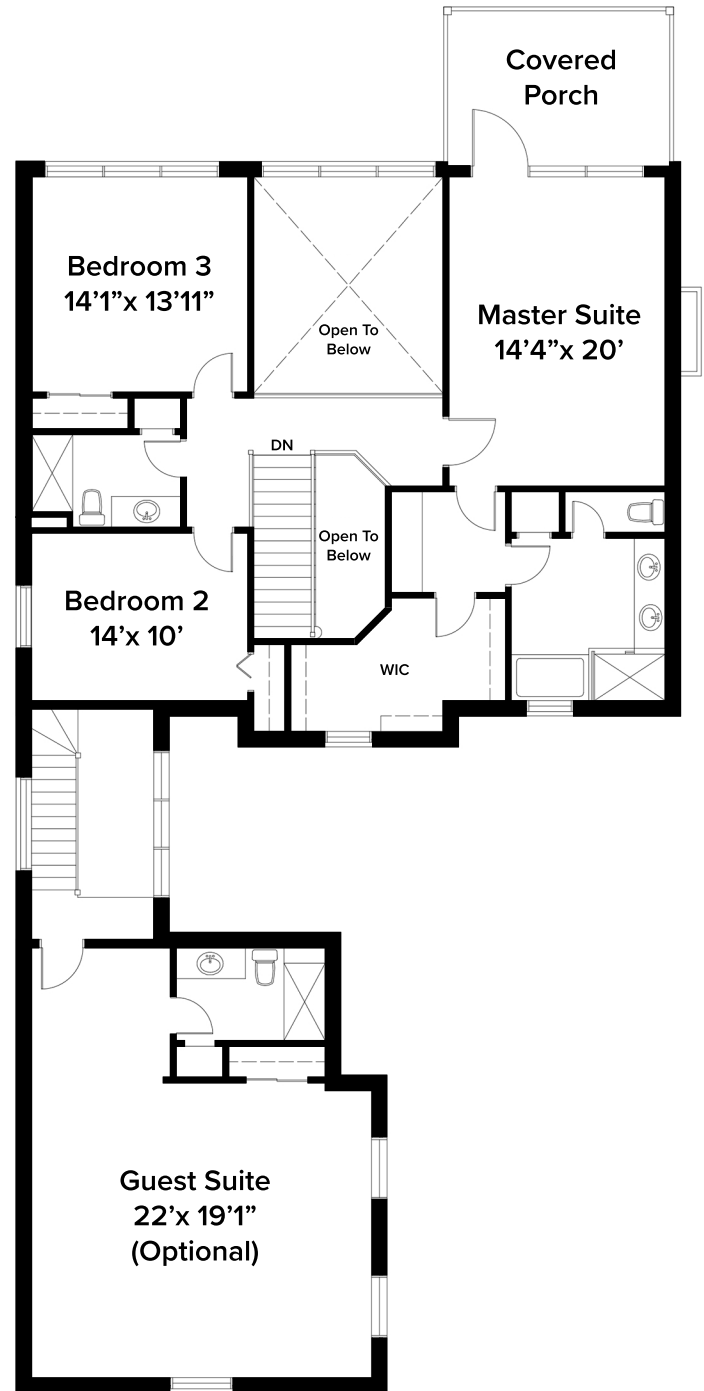 Covered
Porch
Bedroom 3
14’1”x 13’11”
Open To
Below
Master Suite
14’4”x 20’
DN
Open To
Below
Bedroom 2
14’x 10’
WIC
Guest Suite
22’x 19’1”
(Optional)